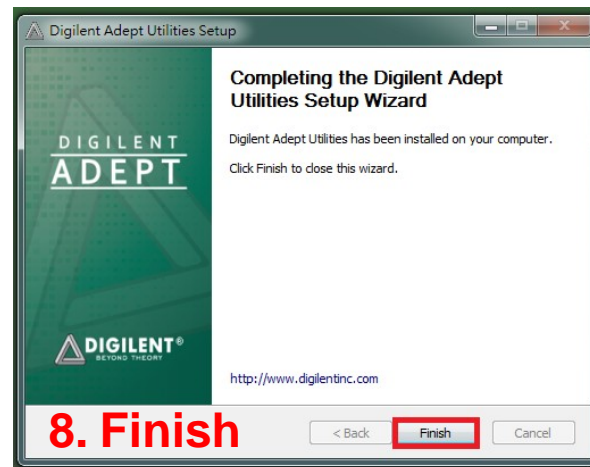 Digilent Adept Utilities Setup
Completing the Digilent Adept
Utilities Setup Wizard
DIGILENT
ADEPT
Digilent Adept Utilities has been installed on your computer.
Click Finish to close this wizard.
DIGILENT®
BEYOND THEORY
http://www.digilentinc.com
8. Finish
< Back Finish Cancel